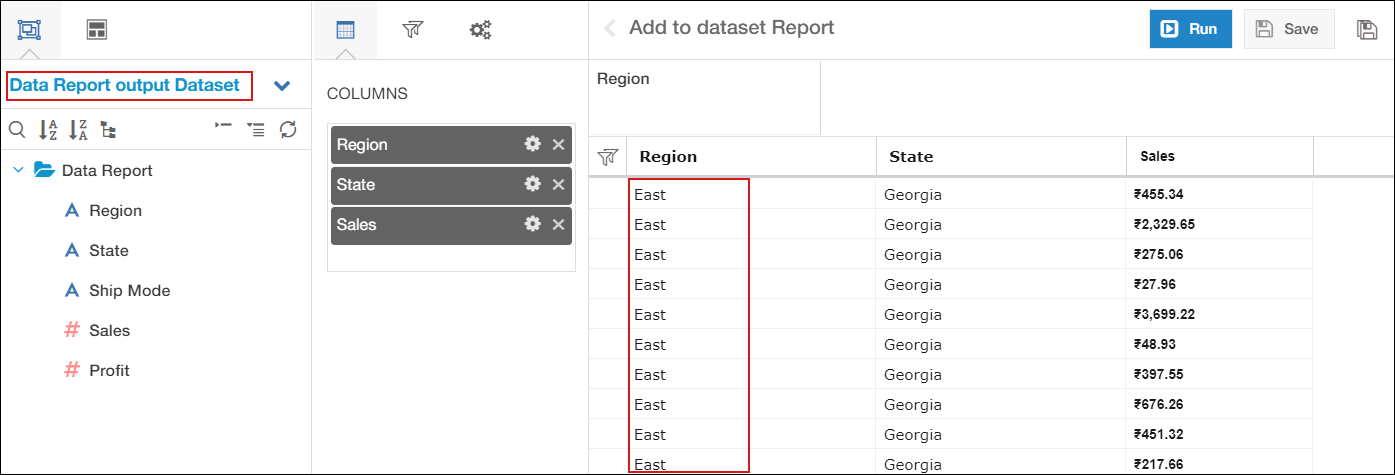 Add to dataset Report
Run
Save
Data Report output Dataset
COLUMNS
Region
State
Sales
Data Report
Region
State
Ship Mode
Sales
Profit
Region
Region State Sales
East Georgia ₹455.34
East Georgia ₹2,329.65
East Georgia ₹275.06
East Georgia ₹27.96
East Georgia ₹3,699.22
East Georgia ₹48.93
East Georgia ₹397.55
East Georgia ₹676.26
East Georgia ₹451.32
East Georgia ₹217.66